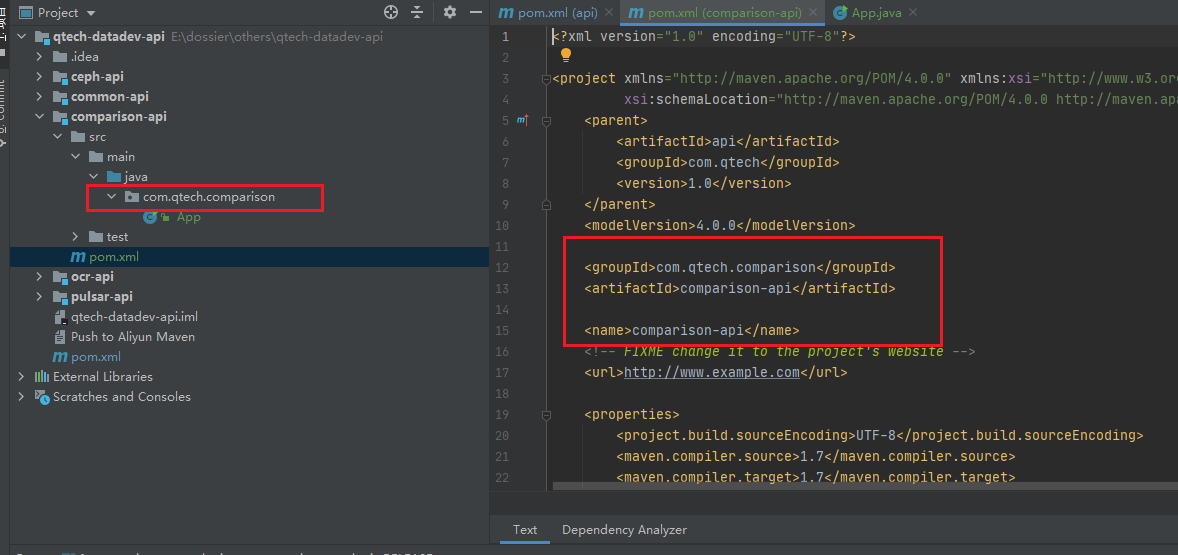 Project
qtech-datadev-api E:\dossier\others\qtech-datadev-api
.idea
ceph-api
common-api
comparison-api
src
main
java
com.qtech.comparison
App
test
pom.xml
ocr-api
pulsar-api
qtech-datadev-api.iml
Push to Aliyun Maven
pom.xml
External Libraries
Scratches and Consoles
pom.xml (api)
pom.xml (comparison-api)
App.java
1 <?xml version="1.0" encoding="UTF-8"?>
2
3 <project xmlns="http://maven.apache.org/POM/4.0.0" xmlns:xsi="http://www.w3.or
4 xsi:schemaLocation="http://maven.apache.org/POM/4.0.0 http://maven.apa
5 <parent>
6 <artifactId>api</artifactId>
7 <groupId>com.qtech</groupId>
8 <version>1.0</version>
9 </parent>
10 <modelVersion>4.0.0</modelVersion>
11
12 <groupId>com.qtech.comparison</groupId>
13 <artifactId>comparison-api</artifactId>
14
15 <name>comparison-api</name>
16 <!-- FIXME change it to the project's website -->
17 <url>http://www.example.com</url>
18
19 <properties>
20 <project.build.sourceEncoding>UTF-8</project.build.sourceEncoding>
21 <maven.compiler.source>1.7</maven.compiler.source>
22 <maven.compiler.target>1.7</maven.compiler.target>
Text
Dependency Analyzer